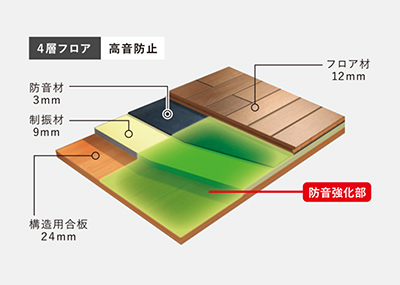 4層フロア 高音防止
フロア材
12mm
防音材
3mm
制振材
9mm
防音強化部
構造用合板
24mm